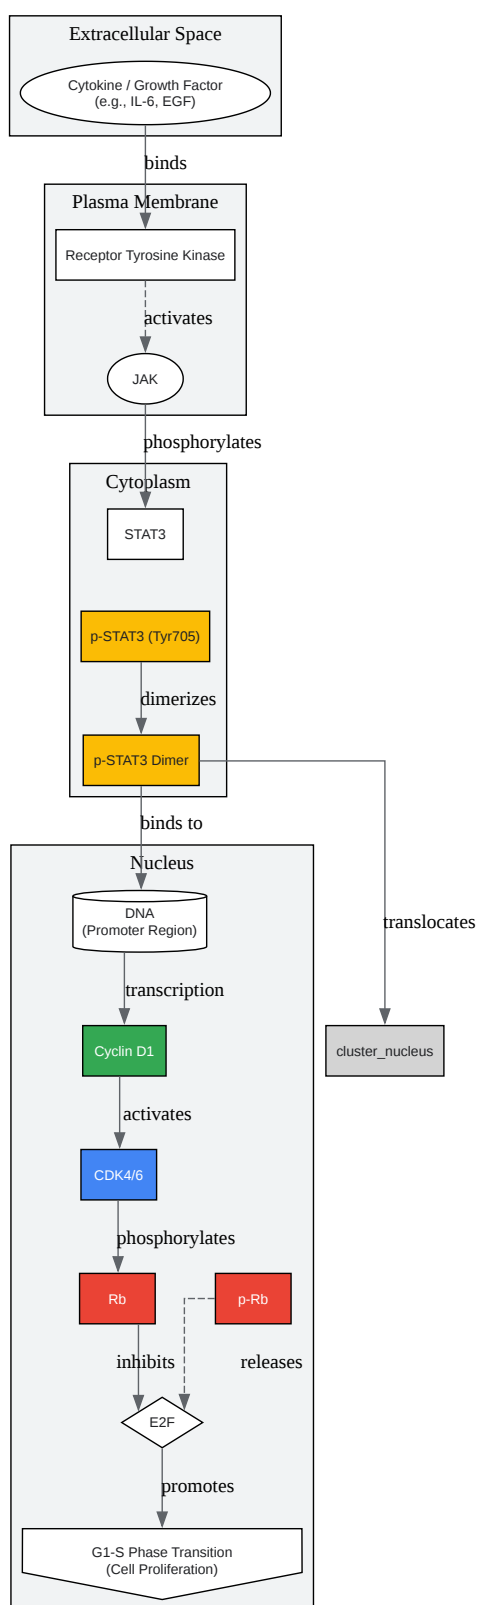 Extracellular Space
Cytokine / Growth Factor
(e.g., IL-6, EGF)
binds
Plasma Membrane
Receptor Tyrosine Kinase
activates
JAK
phosphorylates
Cytoplasm
STAT3
p-STAT3 (Tyr705)
dimerizes
p-STAT3 Dimer
binds to
Nucleus
DNA
(Promoter Region)
translocates
transcription
Cyclin D1
cluster_nucleus
activates
CDK4/6
phosphorylates
Rb
p-Rb
inhibits
releases
E2F
promotes
G1-S Phase Transition
(Cell Proliferation)